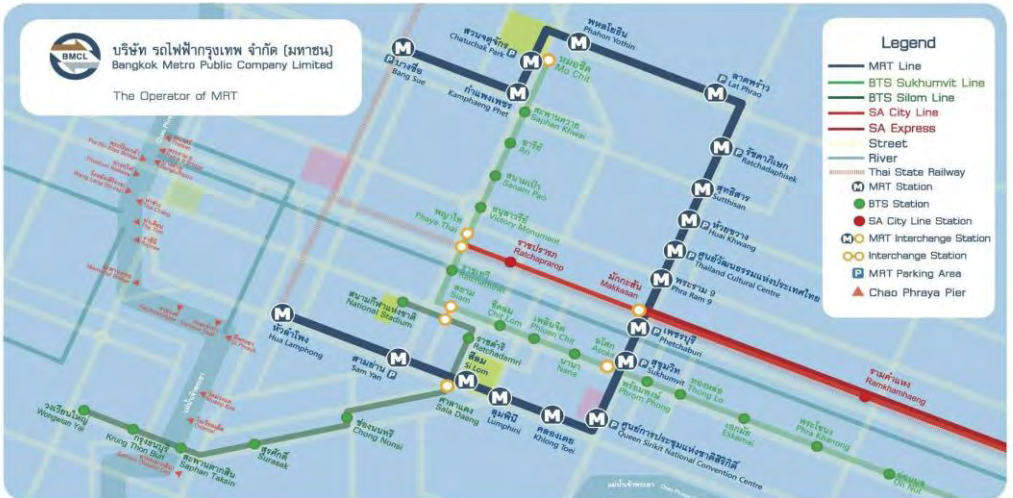 BMCL
บริษัท รถไฟฟ้ากรุงเทพ จำกัด (มหาชน)
Bangkok Metro Public Company Limited
The Operator of MRT
Legend
MRT Line
BTS Sukhumvit Line
BTS Silom Line
SA City Line
SA Express
Street
River
Thai State Railway
MRT Station
BTS Station
SA City Line Station
MRT Interchange Station
Interchange Station
MRT Parking Area
Chao Phraya Pier
บางซื่อ
Bang Sue
กำแพงเพชร
Kamphaeng Phet
สวนจตุจักร
Chatuchak Park
พหลโยธิน
Phahon Yothin
ลาดพร้าว
Lat Phrao
รัชดาภิเษก
Ratchadaphisek
สุทธิสาร
Sutthisan
ห้วยขวาง
Huai Khwang
ศูนย์วัฒนธรรมแห่งประเทศไทย
Thailand Cultural Centre
พระราม 9
Phra Ram 9
เพชรบุรี
Phetchaburi
สุขุมวิท
Sukhumvit
ศูนย์การประชุมแห่งชาติสิริกิติ์
Queen Sirikit National Convention Centre
คลองเตย
Khlong Toei
ลุมพินี
Lumphini
สีลม
Si Lom
สามย่าน
Sam Yan
หัวลำโพง
Hua Lamphong
หมอชิต
Mo Chit
สะพานควาย
Saphan Khwai
อารีย์
Ari
สนามเป้า
Sanam Pao
อนุสาวรีย์
Victory Monument
พญาไท
Phaya Thai
ราชเทวี
Ratchathewi
สยาม
Siam
ชิดลม
Chit Lom
เพลินจิต
Phloen Chit
นานา
Nana
อโศก
Asoke
พร้อมพงษ์
Phrom Phong
ทองหล่อ
Thong Lo
เอกมัย
Ekkamai
พระโขนง
Phra Khanong
อ่อนนุช
On Nut
สนามกีฬาแห่งชาติ
National Stadium
ราชดำริ
Ratchadamri
ศาลาแดง
Sala Daeng
ช่องนนทรี
Chong Nonsi
สุรศักดิ์
Surasak
สะพานตากสิน
Saphan Taksin
กรุงธนบุรี
Krung Thon Buri
วงเวียนใหญ่
Wongwian Yai
ราชปรารภ
Ratchaprarop
มักกะสัน
Makkasan
รามคำแหง
Ramkhamhaeng
แม่น้ำเจ้าพระยา